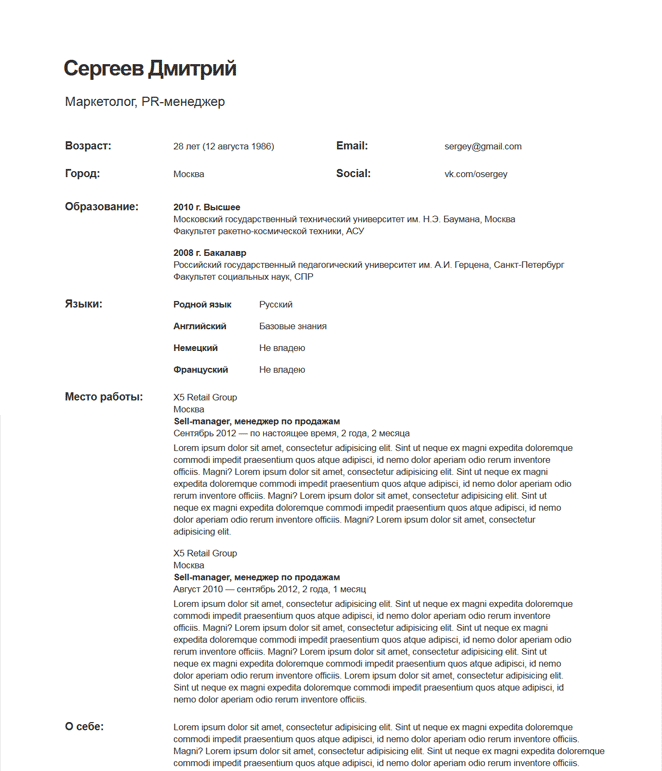 Сергеев Дмитрий
Маркетолог, PR-менеджер
Возраст: 28 лет (12 августа 1986) Email: sergey@gmail.com
Город: Москва Social: vk.com/osergey
Образование: 2010 г. Высшее
Московский государственный технический университет им. Н.Э. Баумана, Москва
Факультет ракетно-космической техники, АСУ
2008 г. Бакалавр
Российский государственный педагогический университет им. А.И. Герцена, Санкт-Петербург
Факультет социальных наук, СПР
Языки: Родной язык Русский
Английский Базовые знания
Немецкий Не владею
Француский Не владею
Место работы: X5 Retail Group
Москва
Sell-manager, менеджер по продажам
Сентябрь 2012 — по настоящее время, 2 года, 2 месяца
Lorem ipsum dolor sit amet, consectetur adipisicing elit. Sint ut neque ex magni expedita doloremque
commodi impedit praesentium quos atque adipisci, id nemo dolor aperiam odio rerum inventore
officiis. Magni? Lorem ipsum dolor sit amet, consectetur adipisicing elit. Sint ut neque ex magni
expedita doloremque commodi impedit praesentium quos atque adipisci, id nemo dolor aperiam odio
rerum inventore officiis. Magni? Lorem ipsum dolor sit amet, consectetur adipisicing elit. Sint ut
neque ex magni expedita doloremque commodi impedit praesentium quos atque adipisci, id nemo
dolor aperiam odio rerum inventore officiis. Magni? Lorem ipsum dolor sit amet, consectetur
adipisicing elit.
X5 Retail Group
Москва
Sell-manager, менеджер по продажам
Август 2010 — сентябрь 2012, 2 года, 1 месяц
Lorem ipsum dolor sit amet, consectetur adipisicing elit. Sint ut neque ex magni expedita doloremque
commodi impedit praesentium quos atque adipisci, id nemo dolor aperiam odio rerum inventore
officiis. Magni? Lorem ipsum dolor sit amet, consectetur adipisicing elit. Sint ut neque ex magni
expedita doloremque commodi impedit praesentium quos atque adipisci, id nemo dolor aperiam odio
rerum inventore officiis. Magni? Lorem ipsum dolor sit amet, consectetur adipisicing elit. Sint ut
neque ex magni expedita doloremque commodi impedit praesentium quos atque adipisci, id nemo
dolor aperiam odio rerum inventore officiis. Lorem ipsum dolor sit amet, consectetur adipisicing elit.
Sint ut neque ex magni expedita doloremque commodi impedit praesentium quos atque adipisci, id
nemo dolor aperiam odio rerum inventore officiis.
О себе: Lorem ipsum dolor sit amet, consectetur adipisicing elit. Sint ut neque ex magni expedita doloremque
commodi impedit praesentium quos atque adipisci, id nemo dolor aperiam odio rerum inventore officiis.
Magni? Lorem ipsum dolor sit amet, consectetur adipisicing elit. Sint ut neque ex magni expedita doloremque
commodi impedit praesentium quos atque adipisci, id nemo dolor aperiam odio rerum inventore officiis.